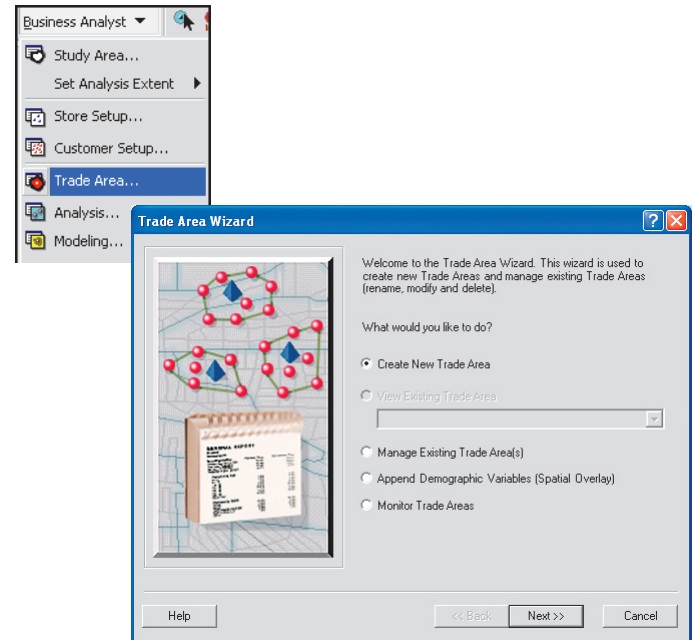 Business Analyst
Study Area...
Set Analysis Extent
Store Setup...
Customer Setup...
Trade Area...
Analysis...
Modeling...
Trade Area Wizard
Welcome to the Trade Area Wizard. This wizard is used to
create new Trade Areas and manage existing Trade Areas
(rename, modify and delete).
What would you like to do?
Create New Trade Area
View Existing Trade Area
Manage Existing Trade Area(s)
Append Demographic Variables (Spatial Overlay)
Monitor Trade Areas
Help
<< Back
Next >>
Cancel